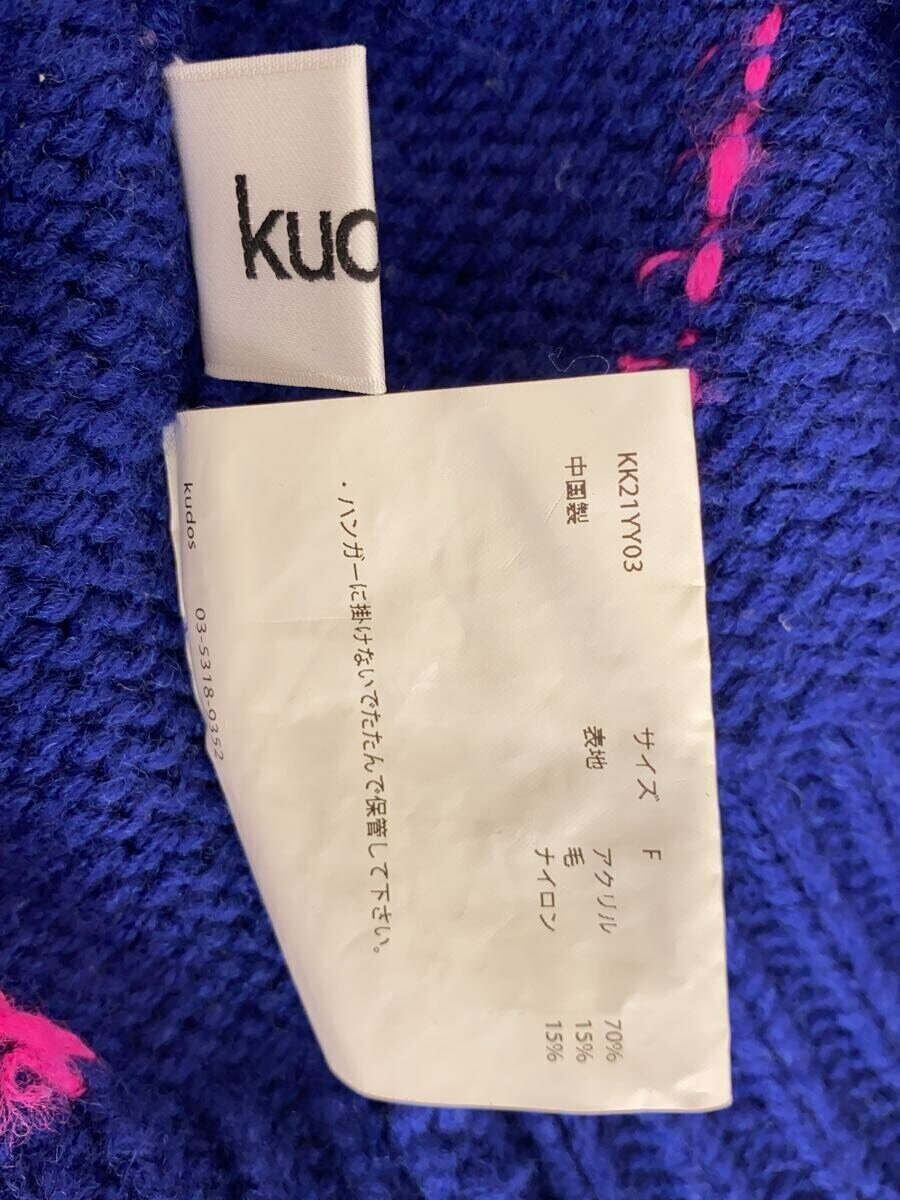 kudo
KK21YY03
サイズ F
中国製
表地 アクリル 70%
毛 15%
ナイロン 15%
・ハンガーに掛けないでたたんで保管して下さい。
kudos 03-5318-0352